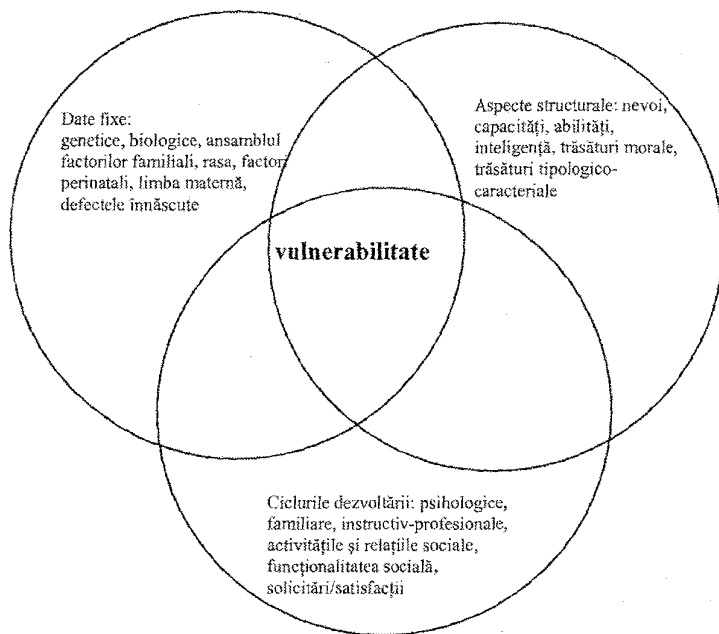 Date fixe:
genetice, biologice, ansamblul
factorilor familiali, rasa, factori
perinatali, limba maternă,
defectele înnăscute
Aspecte structurale: nevoi,
capacități, abilități,
inteligență, trăsături morale,
trăsături tipologico-
caracteriale
vulnerabilitate
Ciclurile dezvoltării: psihologice,
familiare, instructiv-profesionale,
activitățile și relațiile sociale,
funcționalitatea socială,
solicitări/satisfacții